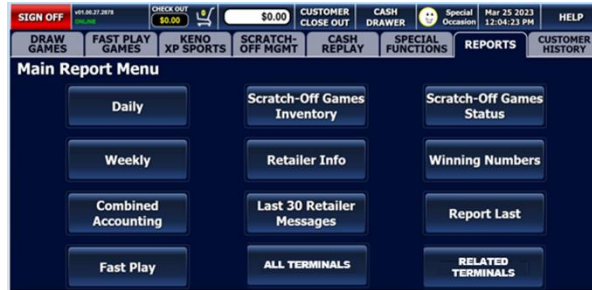 SIGN OFF
v01.00.27.2678
ONLINE
CHECK OUT
$0.00
0
$0.00
CUSTOMER
CLOSE OUT
CASH
DRAWER
Special
Occasion
Mar 25 2023
12:04:23 PM
HELP
DRAW
GAMES
FAST PLAY
GAMES
KENO
XP SPORTS
SCRATCH-
OFF MGMT
CASH
REPLAY
SPECIAL
FUNCTIONS
REPORTS
CUSTOMER
HISTORY
Main Report Menu
Daily
Scratch-Off Games
Inventory
Scratch-Off Games
Status
Weekly
Retailer Info
Winning Numbers
Combined
Accounting
Last 30 Retailer
Messages
Report Last
Fast Play
ALL TERMINALS
RELATED
TERMINALS